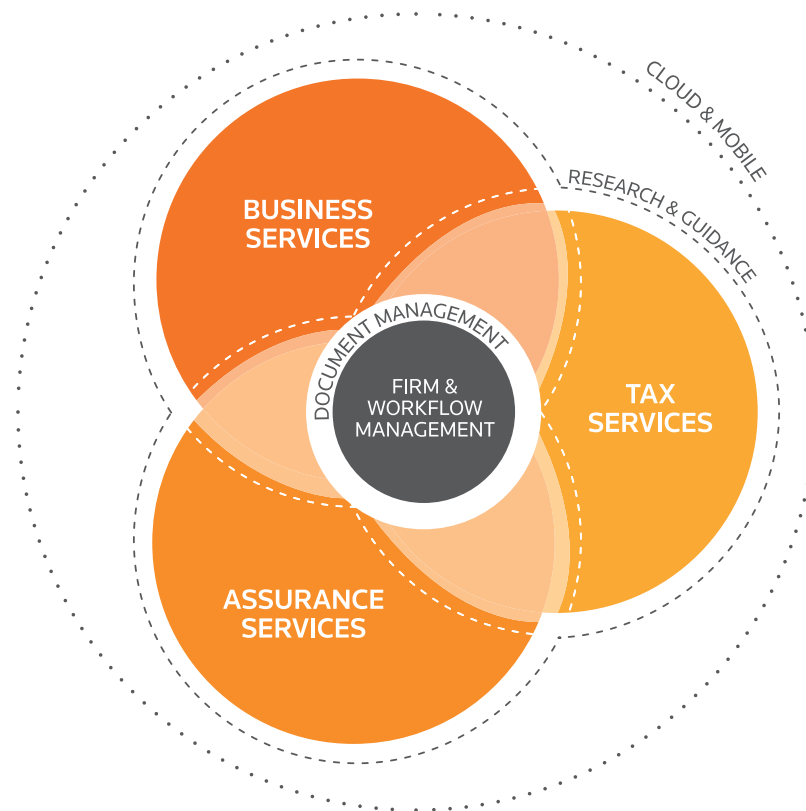 CLOUD & MOBILE
RESEARCH & GUIDANCE
BUSINESS
SERVICES
DOCUMENT MANAGEMENT
FIRM &
WORKFLOW
MANAGEMENT
TAX
SERVICES
ASSURANCE
SERVICES